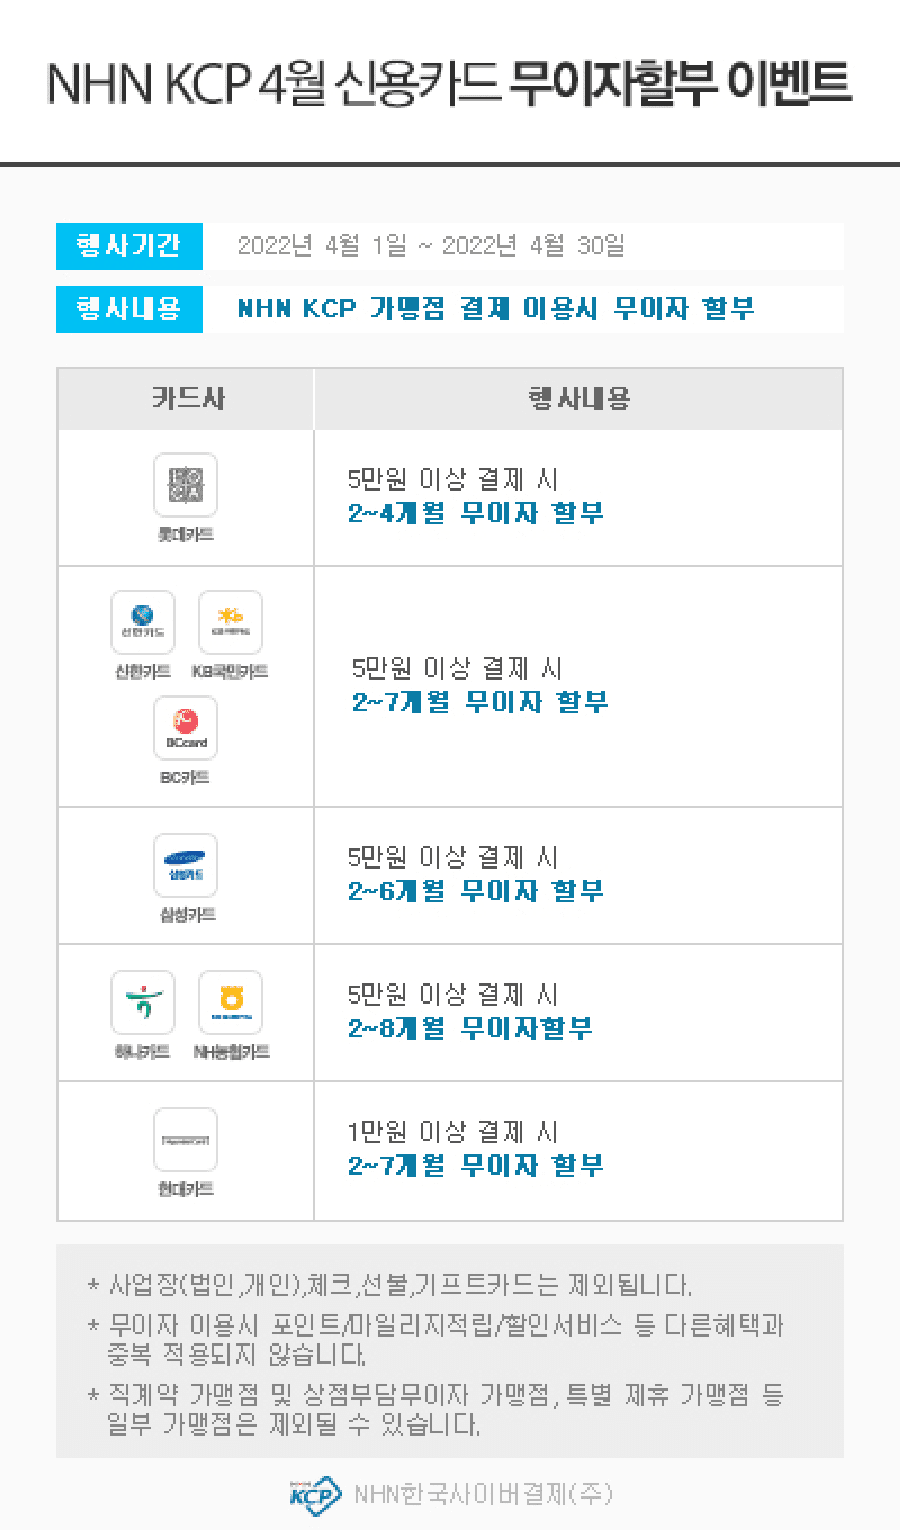 NHN KCP 4월 신용카드 무이자할부 이벤트
행사기간 2022년 4월 1일 ~ 2022년 4월 30일
행사내용 NHN KCP 가맹점 결제 이용시 무이자 할부
카드사 행사내용
롯데카드
5만원 이상 결제 시
2~4개월 무이자 할부
신한카드
신한카드 KB국민카드
BCcard
BC카드
5만원 이상 결제 시
2~7개월 무이자 할부
삼성카드
삼성카드
5만원 이상 결제 시
2~6개월 무이자 할부
하나카드 NH농협카드
5만원 이상 결제 시
2~8개월 무이자할부
현대카드
1만원 이상 결제 시
2~7개월 무이자 할부
* 사업장(법인,개인),체크,선불,기프트카드는 제외됩니다.
* 무이자 이용시 포인트/마일리지적립/할인서비스 등 다른혜택과
중복 적용되지 않습니다.
* 직계약 가맹점 및 상점부담무이자 가맹점, 특별 제휴 가맹점 등
일부 가맹점은 제외될 수 있습니다.
KCP NHN한국사이버결제(주)